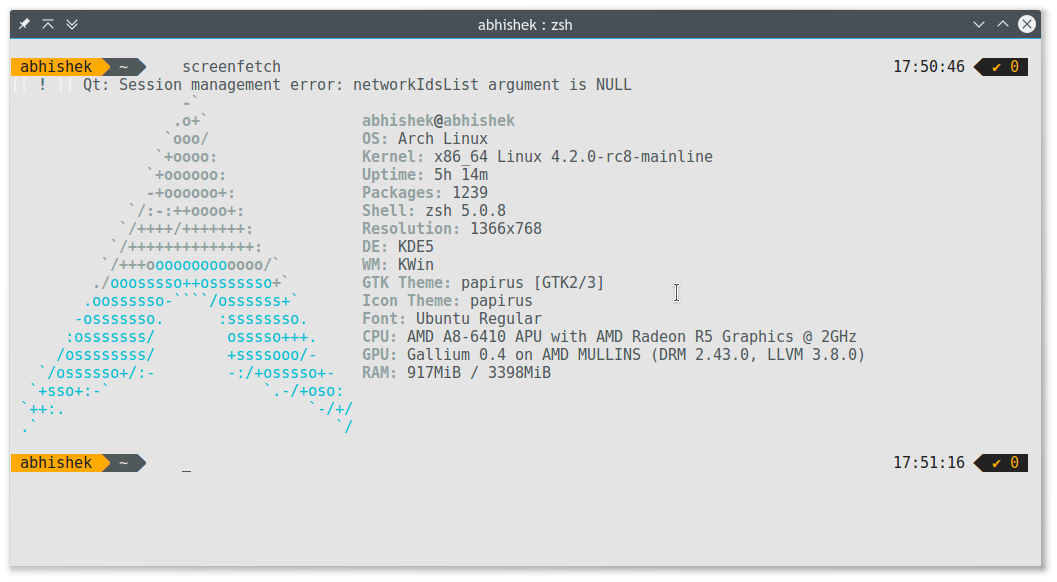 abhishek : zsh
abhishek ~ screenfetch 17:50:46 ✔ 0
[[ ! ]] Qt: Session management error: networkIdsList argument is NULL
-`
.o+` abhishek@abhishek
`ooo/ OS: Arch Linux
`+oooo: Kernel: x86_64 Linux 4.2.0-rc8-mainline
`+oooooo: Uptime: 5h 14m
-+oooooo+: Packages: 1239
`/:-:++oooo+: Shell: zsh 5.0.8
`/++++/+++++++: Resolution: 1366x768
`/++++++++++++++: DE: KDE5
`/+++ooooooooooooo/` WM: KWin
./ooosssso++osssssso+` GTK Theme: papirus [GTK2/3]
.oossssso-````/ossssss+` Icon Theme: papirus
-osssssso. :ssssssso. Font: Ubuntu Regular
:osssssss/ osssso+++. CPU: AMD A8-6410 APU with AMD Radeon R5 Graphics @ 2GHz
/ossssssss/ +ssssooo/- GPU: Gallium 0.4 on AMD MULLINS (DRM 2.43.0, LLVM 3.8.0)
`/ossssso+/:- -:/+osssso+- RAM: 917MiB / 3398MiB
`+sso+:-` `.-/+oso:
`++:. `-/+/
.` `/
abhishek ~ _ 17:51:16 ✔ 0